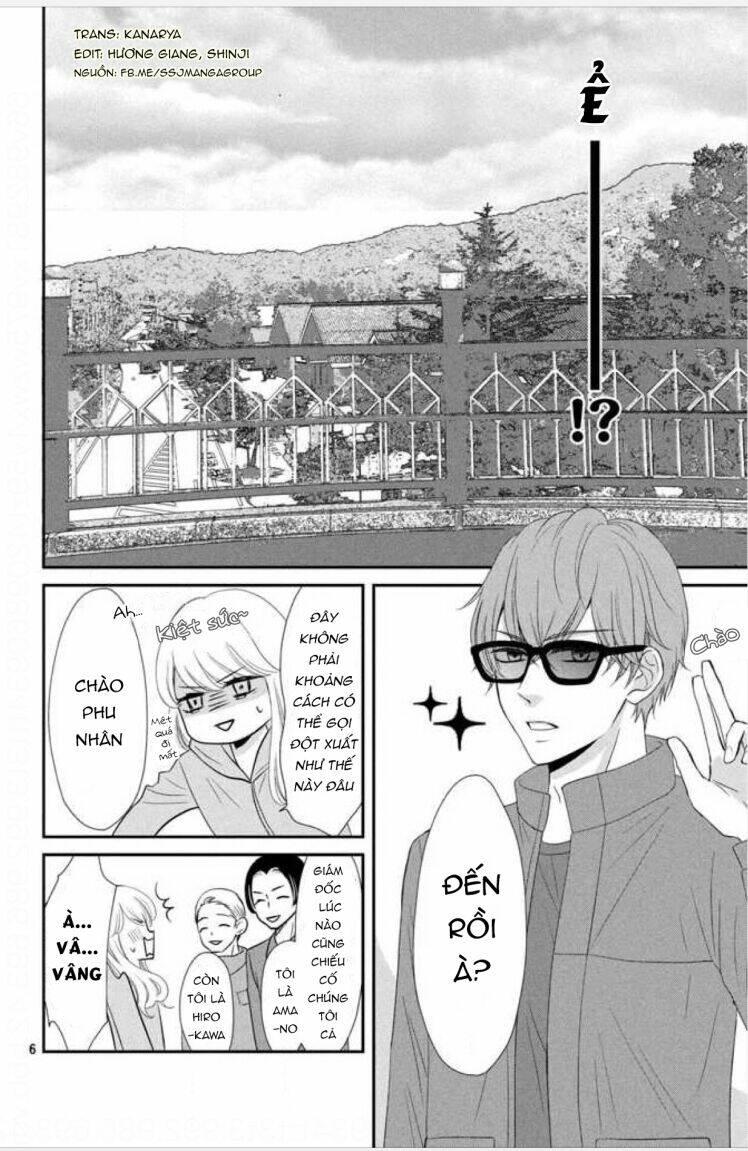 TRANS: KANARYA
EDIT: HƯƠNG GIANG, SHINJI
NGUỒN: FB.ME/SSJMANGAGROUP
Ể
!?
Chào
ĐẾN
RỒI
À?
ĐÂY
KHÔNG
PHẢI
KHOẢNG
CÁCH CÓ
THỂ GỌI
ĐỘT XUẤT
NHƯ THẾ
NÀY ĐÂU
Kiệt sức~
Ah...
Mệt
quá
đi
mất
CHÀO
PHU
NHÂN
GIÁM
ĐỐC
LÚC
NÀO
CŨNG
CHIẾU
CỐ
CHÚNG
TÔI
CẢ
TÔI
LÀ
AMA
-NO
CÒN
TÔI LÀ
HIRO
-KAWA
À...
VÂ...
VÂNG
6